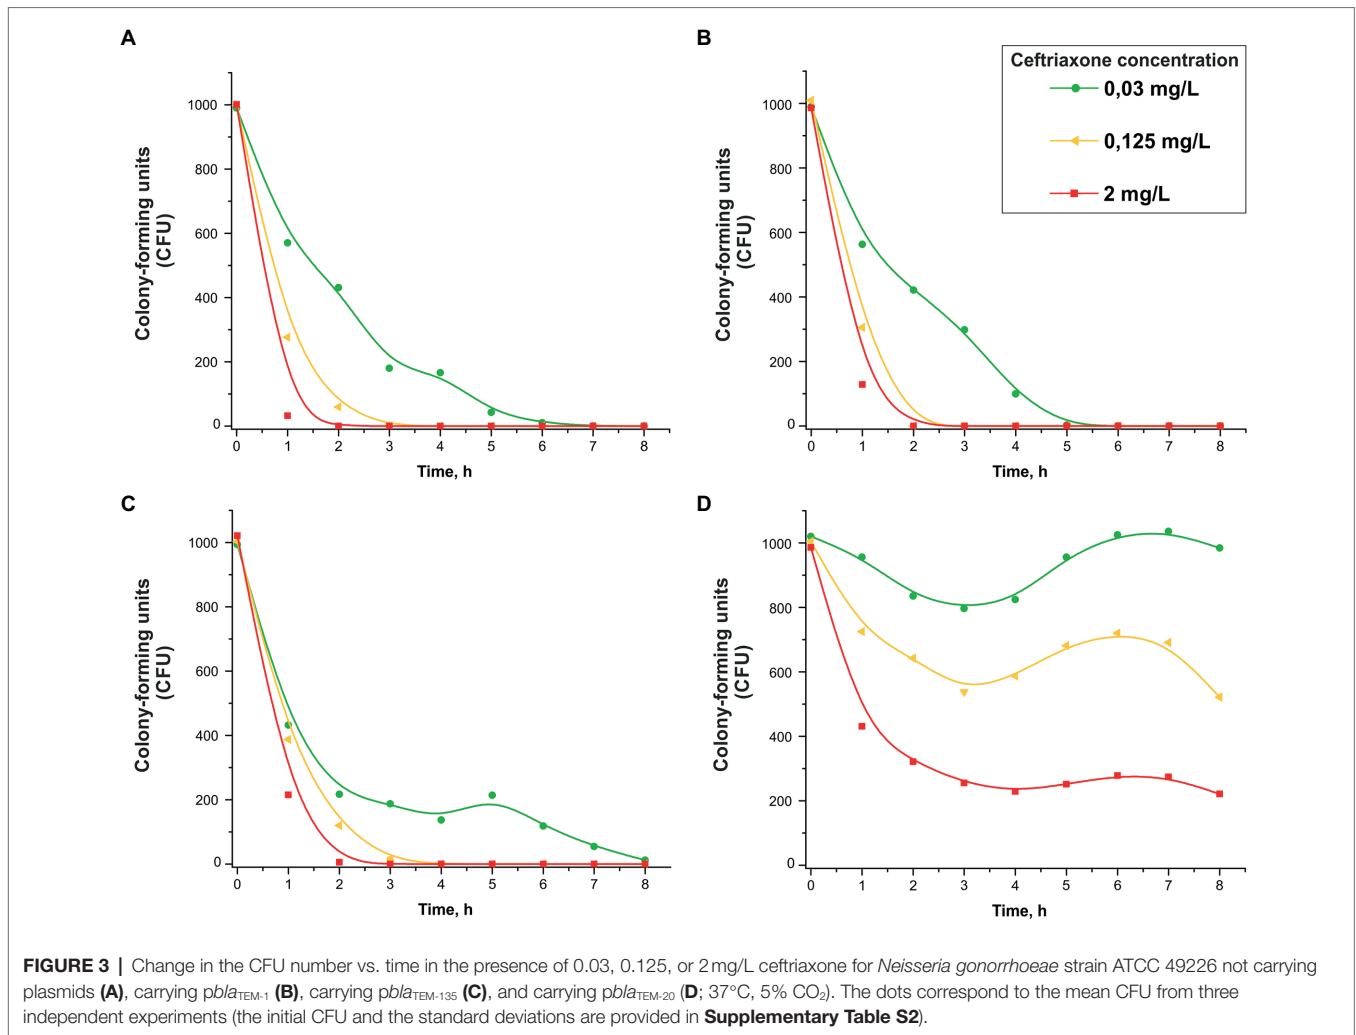 A
Colony-forming units
(CFU)
1000
800
600
400
200
0
0 1 2 3 4 5 6 7 8
Time, h
B
Colony-forming units
(CFU)
1000
800
600
400
200
0
0 1 2 3 4 5 6 7 8
Time, h
Ceftriaxone concentration
0,03 mg/L
0,125 mg/L
2 mg/L
C
Colony-forming units
(CFU)
1000
800
600
400
200
0
0 1 2 3 4 5 6 7 8
Time, h
D
Colony-forming units
(CFU)
1000
800
600
400
200
0
0 1 2 3 4 5 6 7 8
Time, h
FIGURE 3 | Change in the CFU number vs. time in the presence of 0.03, 0.125, or 2 mg/L ceftriaxone for Neisseria gonorrhoeae strain ATCC 49226 not carrying
plasmids (A), carrying pblaTEM-1 (B), carrying pblaTEM-135 (C), and carrying pblaTEM-20 (D; 37°C, 5% CO2). The dots correspond to the mean CFU from three
independent experiments (the initial CFU and the standard deviations are provided in Supplementary Table S2).